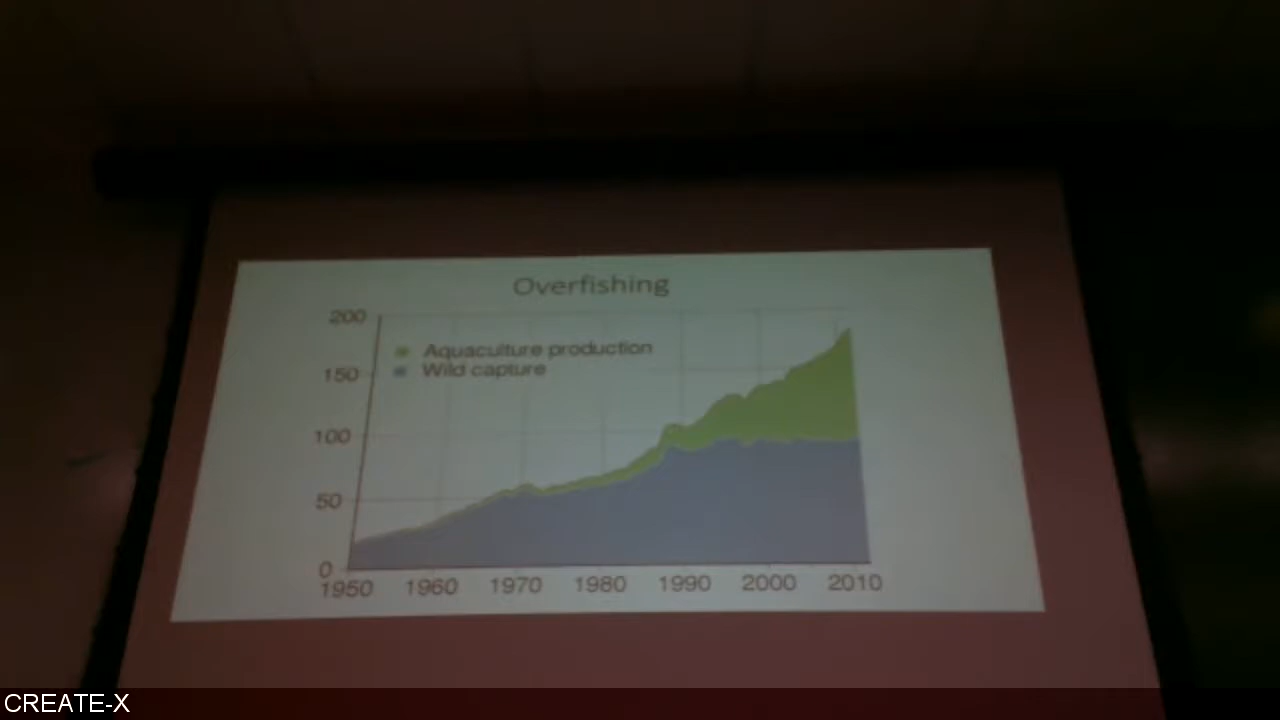 Overfishing
200
Aquaculture production
Wild capture
150
100
50
0
1950 1960 1970 1980 1990 2000 2010
CREATE-X